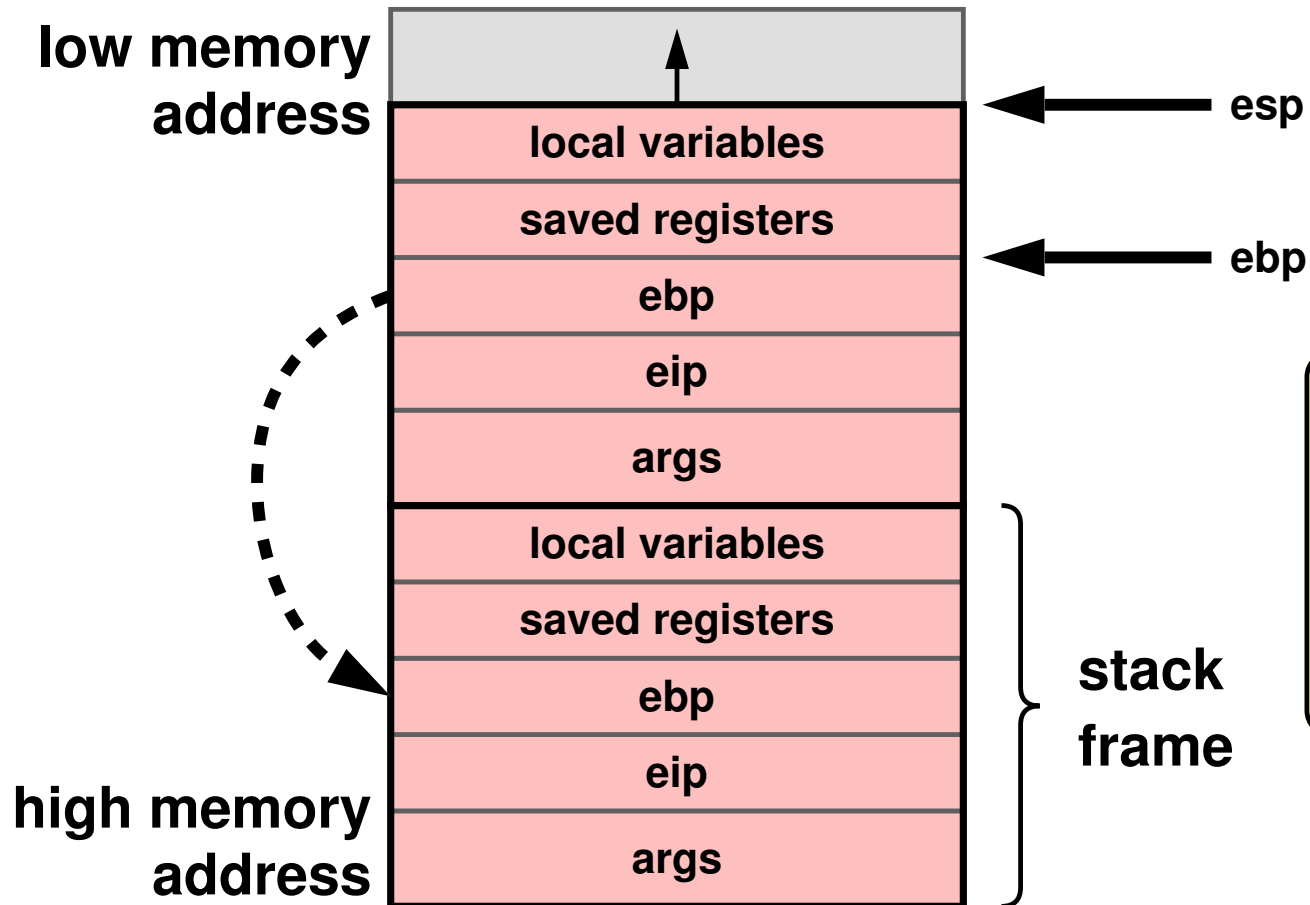 low memory
address
esp
local variables
saved registers
ebp
ebp
eip
args
local variables
saved registers
ebp
stack
frame
eip
high memory
address
args